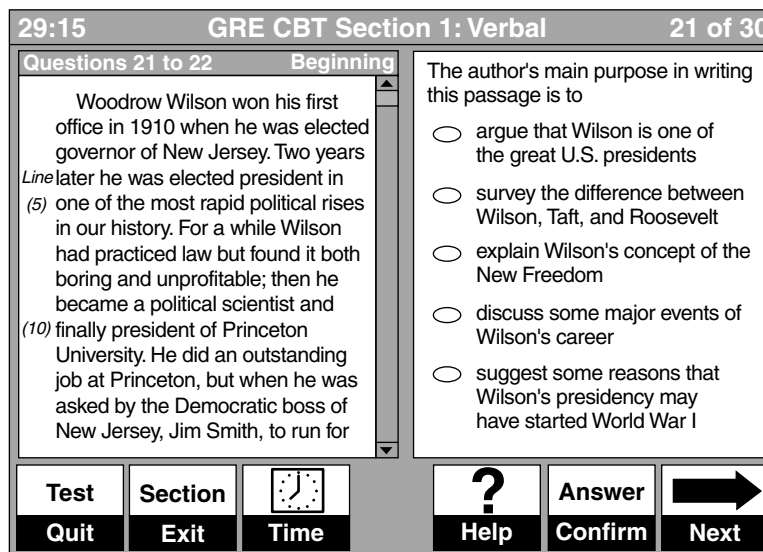 29:15 GRE CBT Section 1: Verbal 21 of 30
Questions 21 to 22 Beginning
Woodrow Wilson won his first
office in 1910 when he was elected
governor of New Jersey. Two years
Line later he was elected president in
(5) one of the most rapid political rises
in our history. For a while Wilson
had practiced law but found it both
boring and unprofitable; then he
became a political scientist and
(10) finally president of Princeton
University. He did an outstanding
job at Princeton, but when he was
asked by the Democratic boss of
New Jersey, Jim Smith, to run for
The author's main purpose in writing
this passage is to
argue that Wilson is one of
the great U.S. presidents
survey the difference between
Wilson, Taft, and Roosevelt
explain Wilson's concept of the
New Freedom
discuss some major events of
Wilson's career
suggest some reasons that
Wilson's presidency may
have started World War I
Test Section ? Answer
Quit Exit Time Help Confirm Next